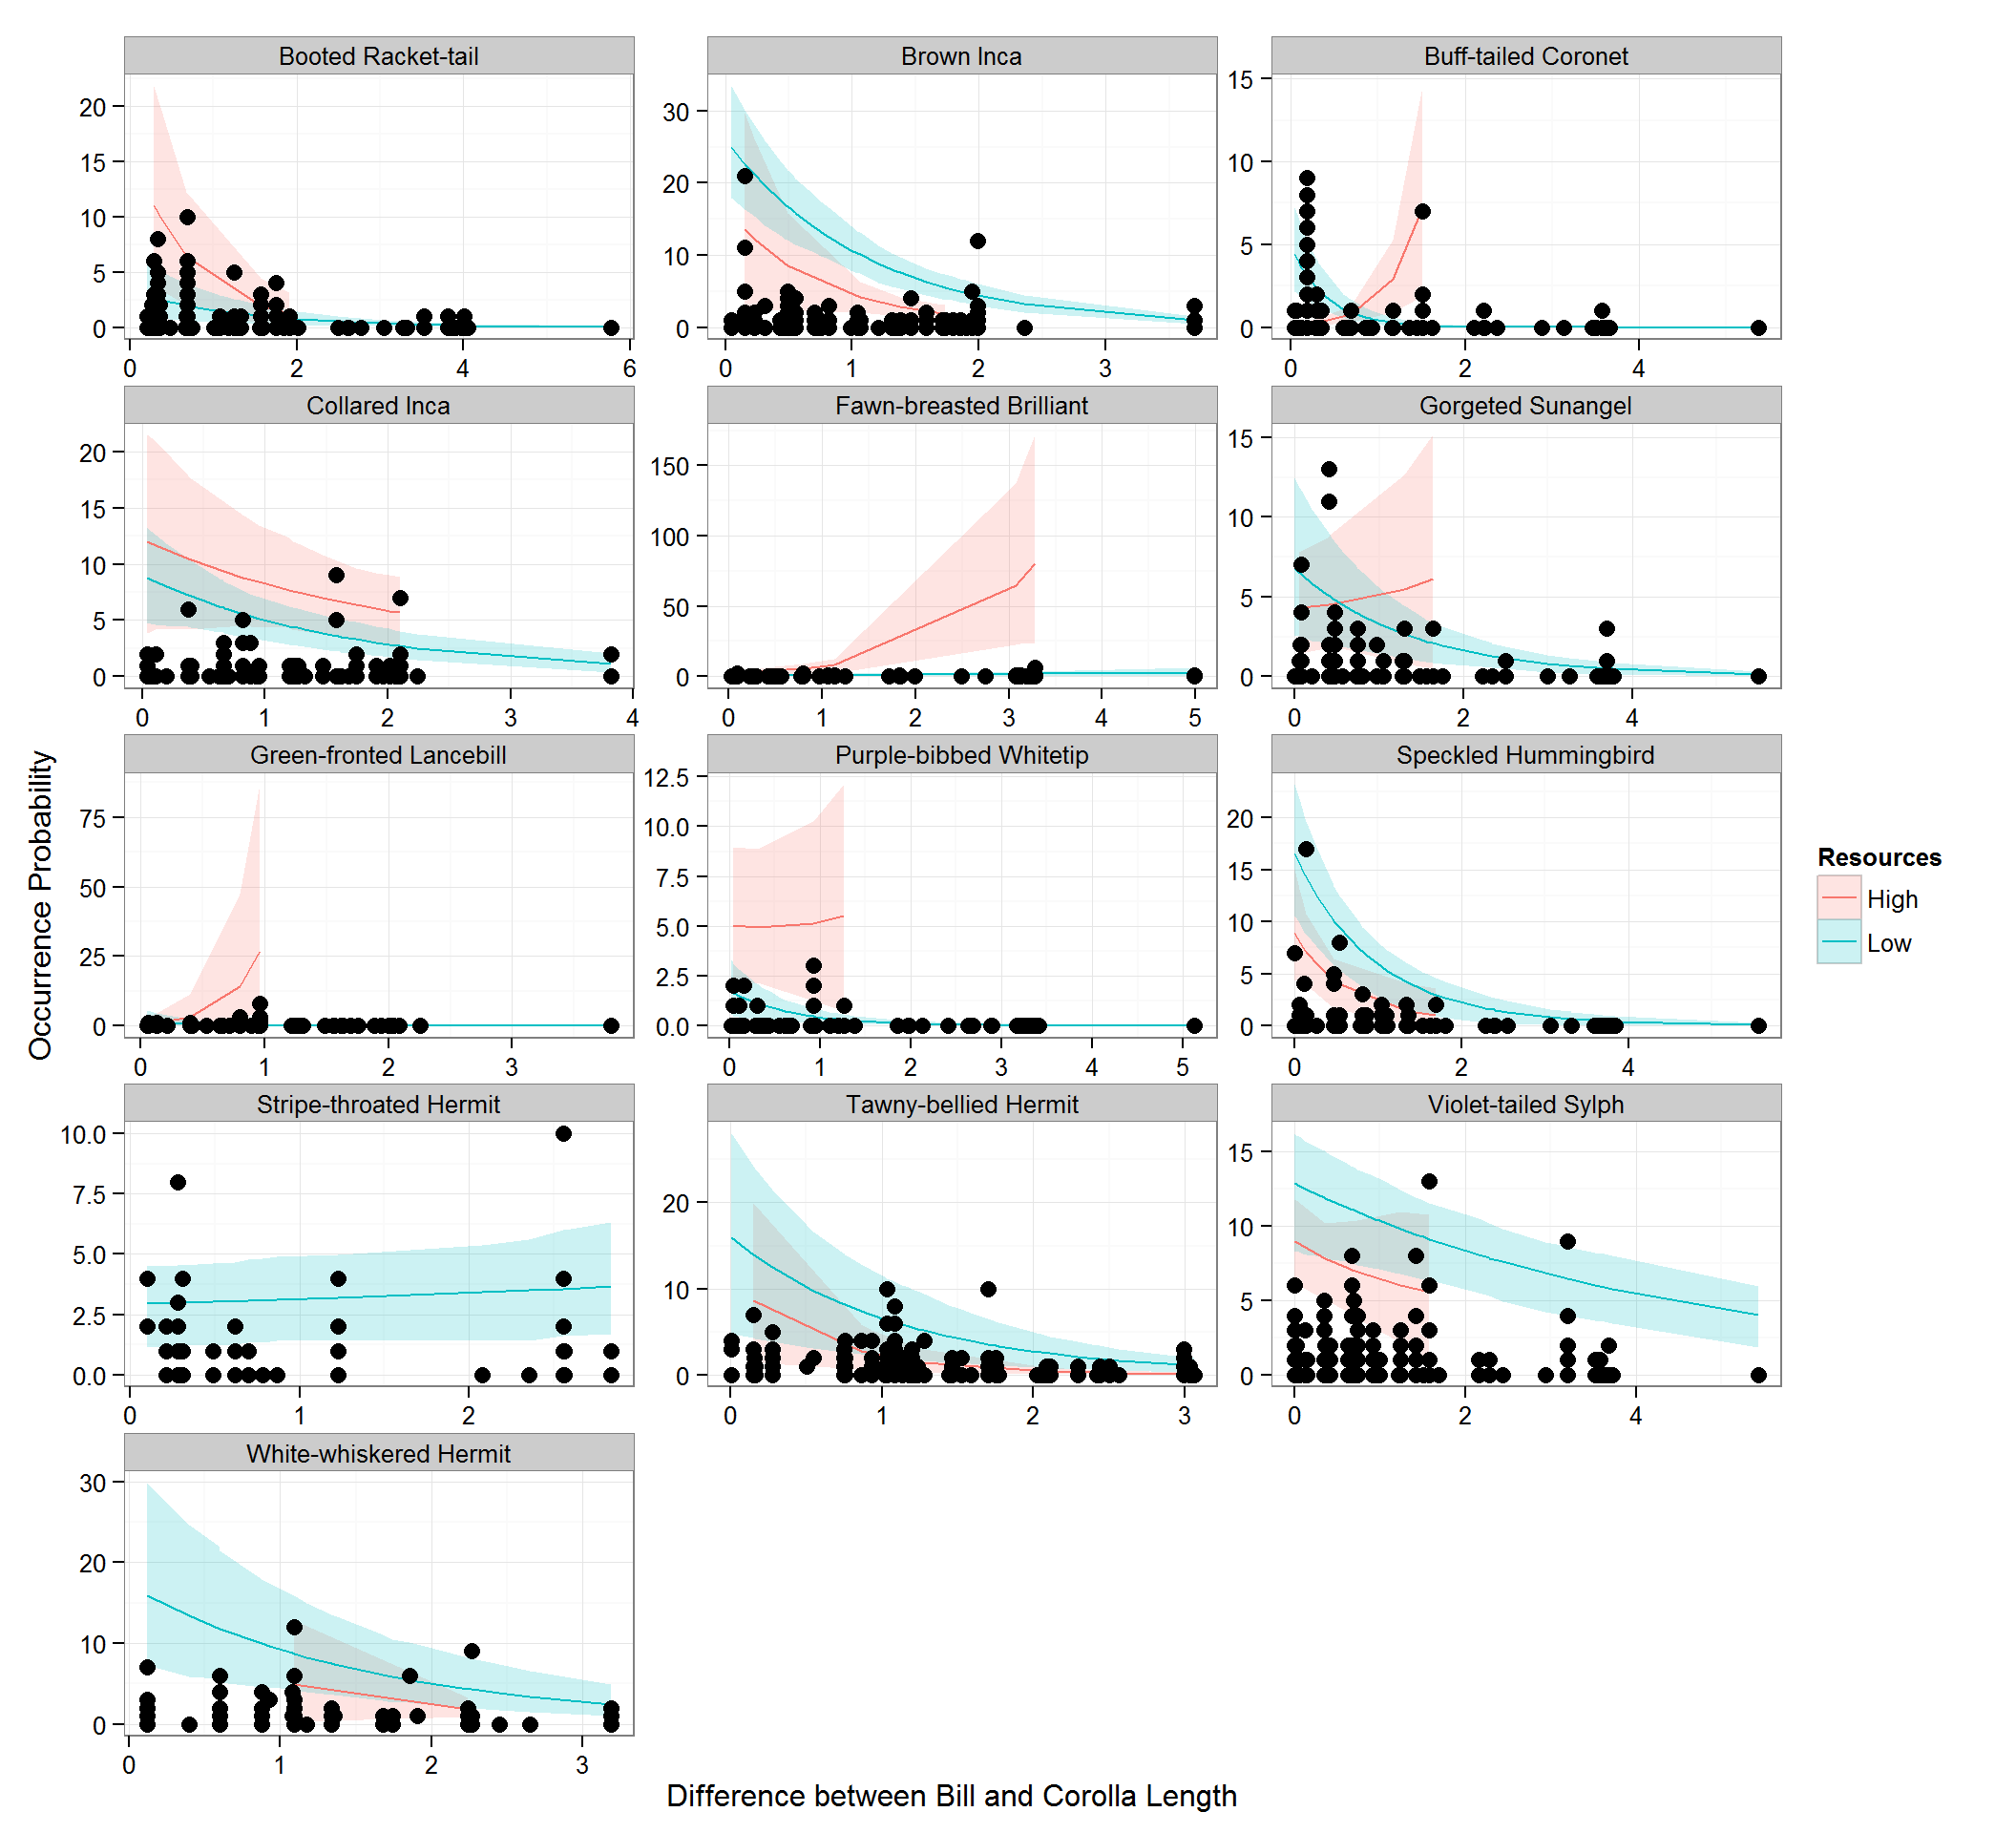 Booted Racket-tail
Brown Inca
Buff-tailed Coronet
20
15
10
5
0
0 2 4 6
30
20
10
0
0 1 2 3
15
10
5
0
0 2 4
Collared Inca
Fawn-breasted Brilliant
Gorgeted Sunangel
20
15
10
5
0
0 1 2 3 4
150
100
50
0
0 1 2 3 4 5
15
10
5
0
0 2 4
Green-fronted Lancebill
Purple-bibbed Whitetip
Speckled Hummingbird
75
50
25
0
0 1 2 3
12.5
10.0
7.5
5.0
2.5
0.0
0 1 2 3 4 5
20
15
10
5
0
0 2 4
Stripe-throated Hermit
Tawny-bellied Hermit
Violet-tailed Sylph
10.0
7.5
5.0
2.5
0.0
0 1 2
20
10
0
0 1 2 3
15
10
5
0
0 2 4
White-whiskered Hermit
30
20
10
0
0 1 2 3
Occurrence Probability
Difference between Bill and Corolla Length
Resources
High
Low